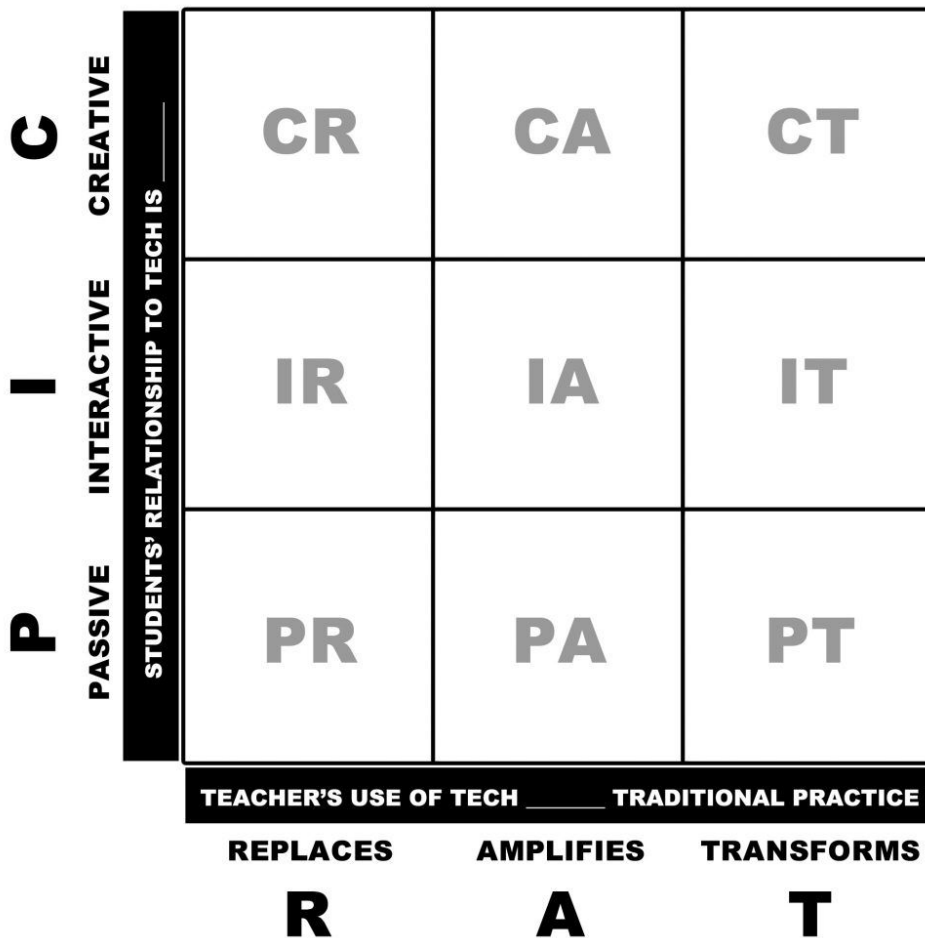 C
CREATIVE
I
INTERACTIVE
P
PASSIVE
STUDENTS’ RELATIONSHIP TO TECH IS ______
CR CA CT
IR IA IT
PR PA PT
TEACHER’S USE OF TECH ______ TRADITIONAL PRACTICE
REPLACES AMPLIFIES TRANSFORMS
R A T